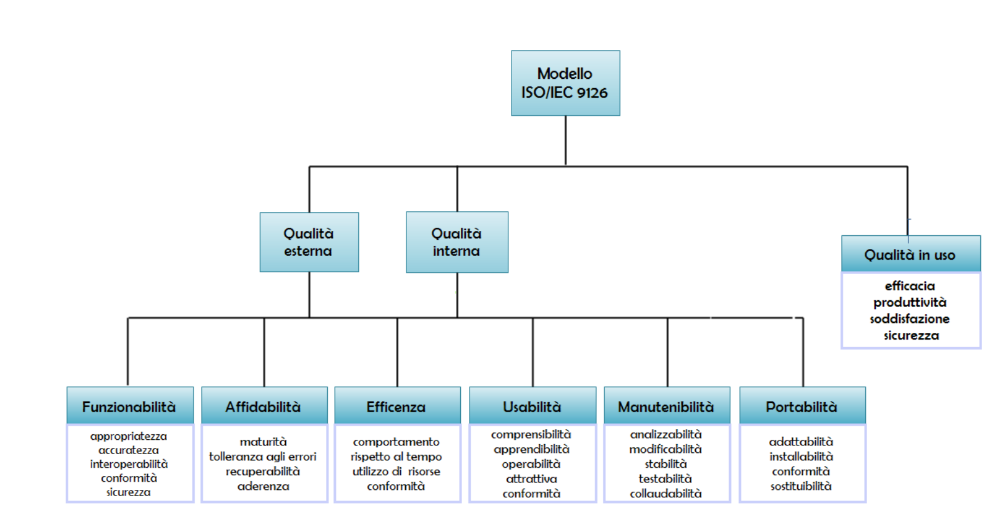 Modello
ISO/IEC 9126
Qualità
esterna
Qualità
interna
Qualità in uso
efficacia
produttività
soddisfazione
sicurezza
Funzionabilità
appropriatezza
accuratezza
interoperabilità
conformità
sicurezza
Affidabilità
maturità
tolleranza agli errori
recuperabilità
aderenza
Efficenza
comportamento
rispetto al tempo
utilizzo di risorse
conformità
Usabilità
comprensibilità
apprendibilità
operabilità
attrattiva
conformità
Manutenibilità
analizzabilità
modificabilità
stabilità
testabilità
collaudabilità
Portabilità
adattabilità
installabilità
conformità
sostituibilità